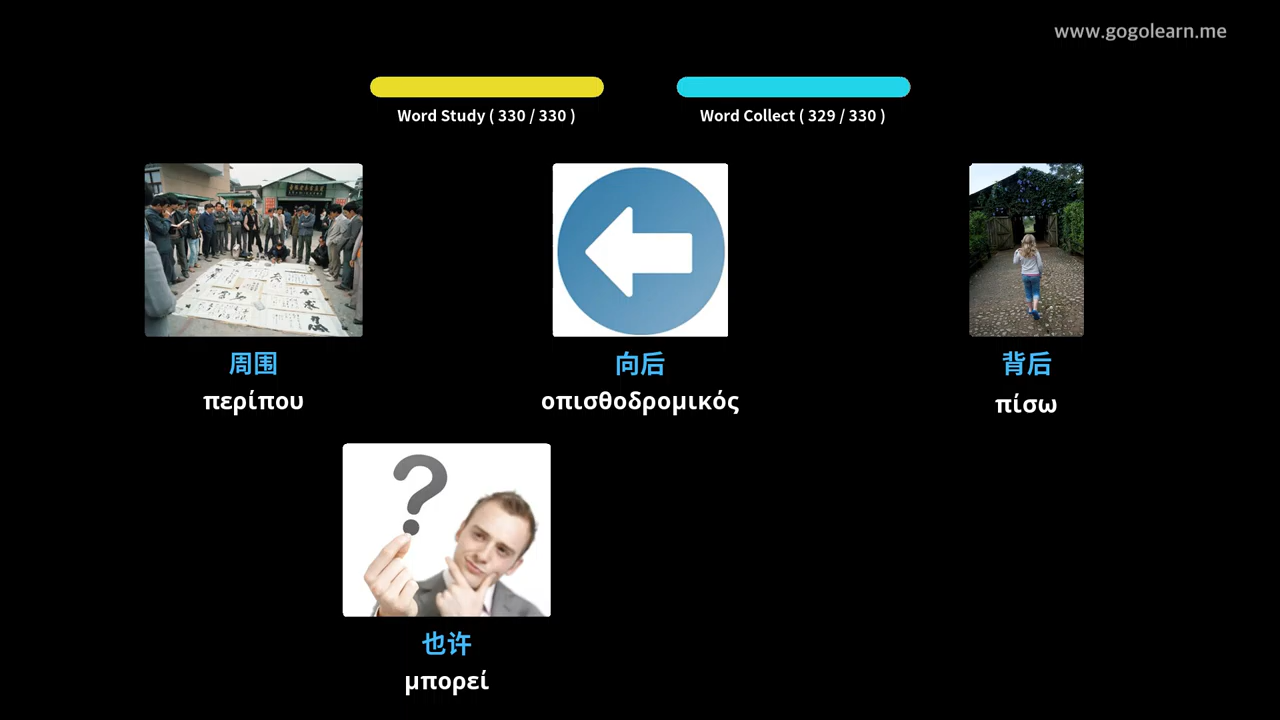 www.gogolearn.me
Word Study ( 330 / 330 )
Word Collect ( 329 / 330 )
周围
περίπου
向后
οπισθοδρομικός
背后
πίσω
?
也许
μπορεί